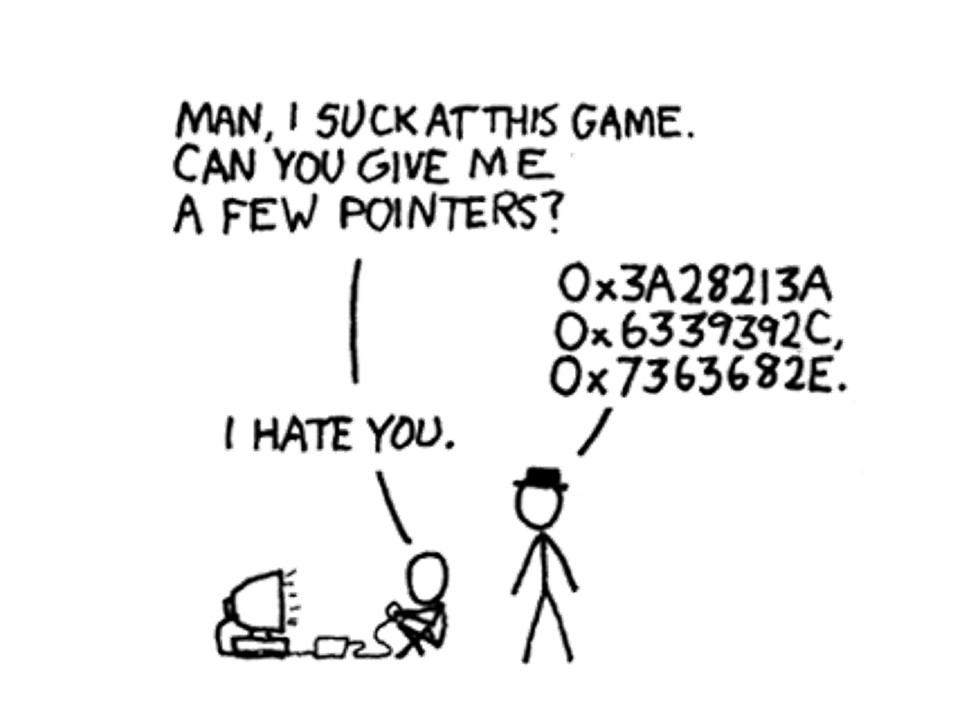 MAN, I SUCK AT THIS GAME.
CAN YOU GIVE ME
A FEW POINTERS?
0x3A28213A
0x6339392C,
0x7363682E.
I HATE YOU.